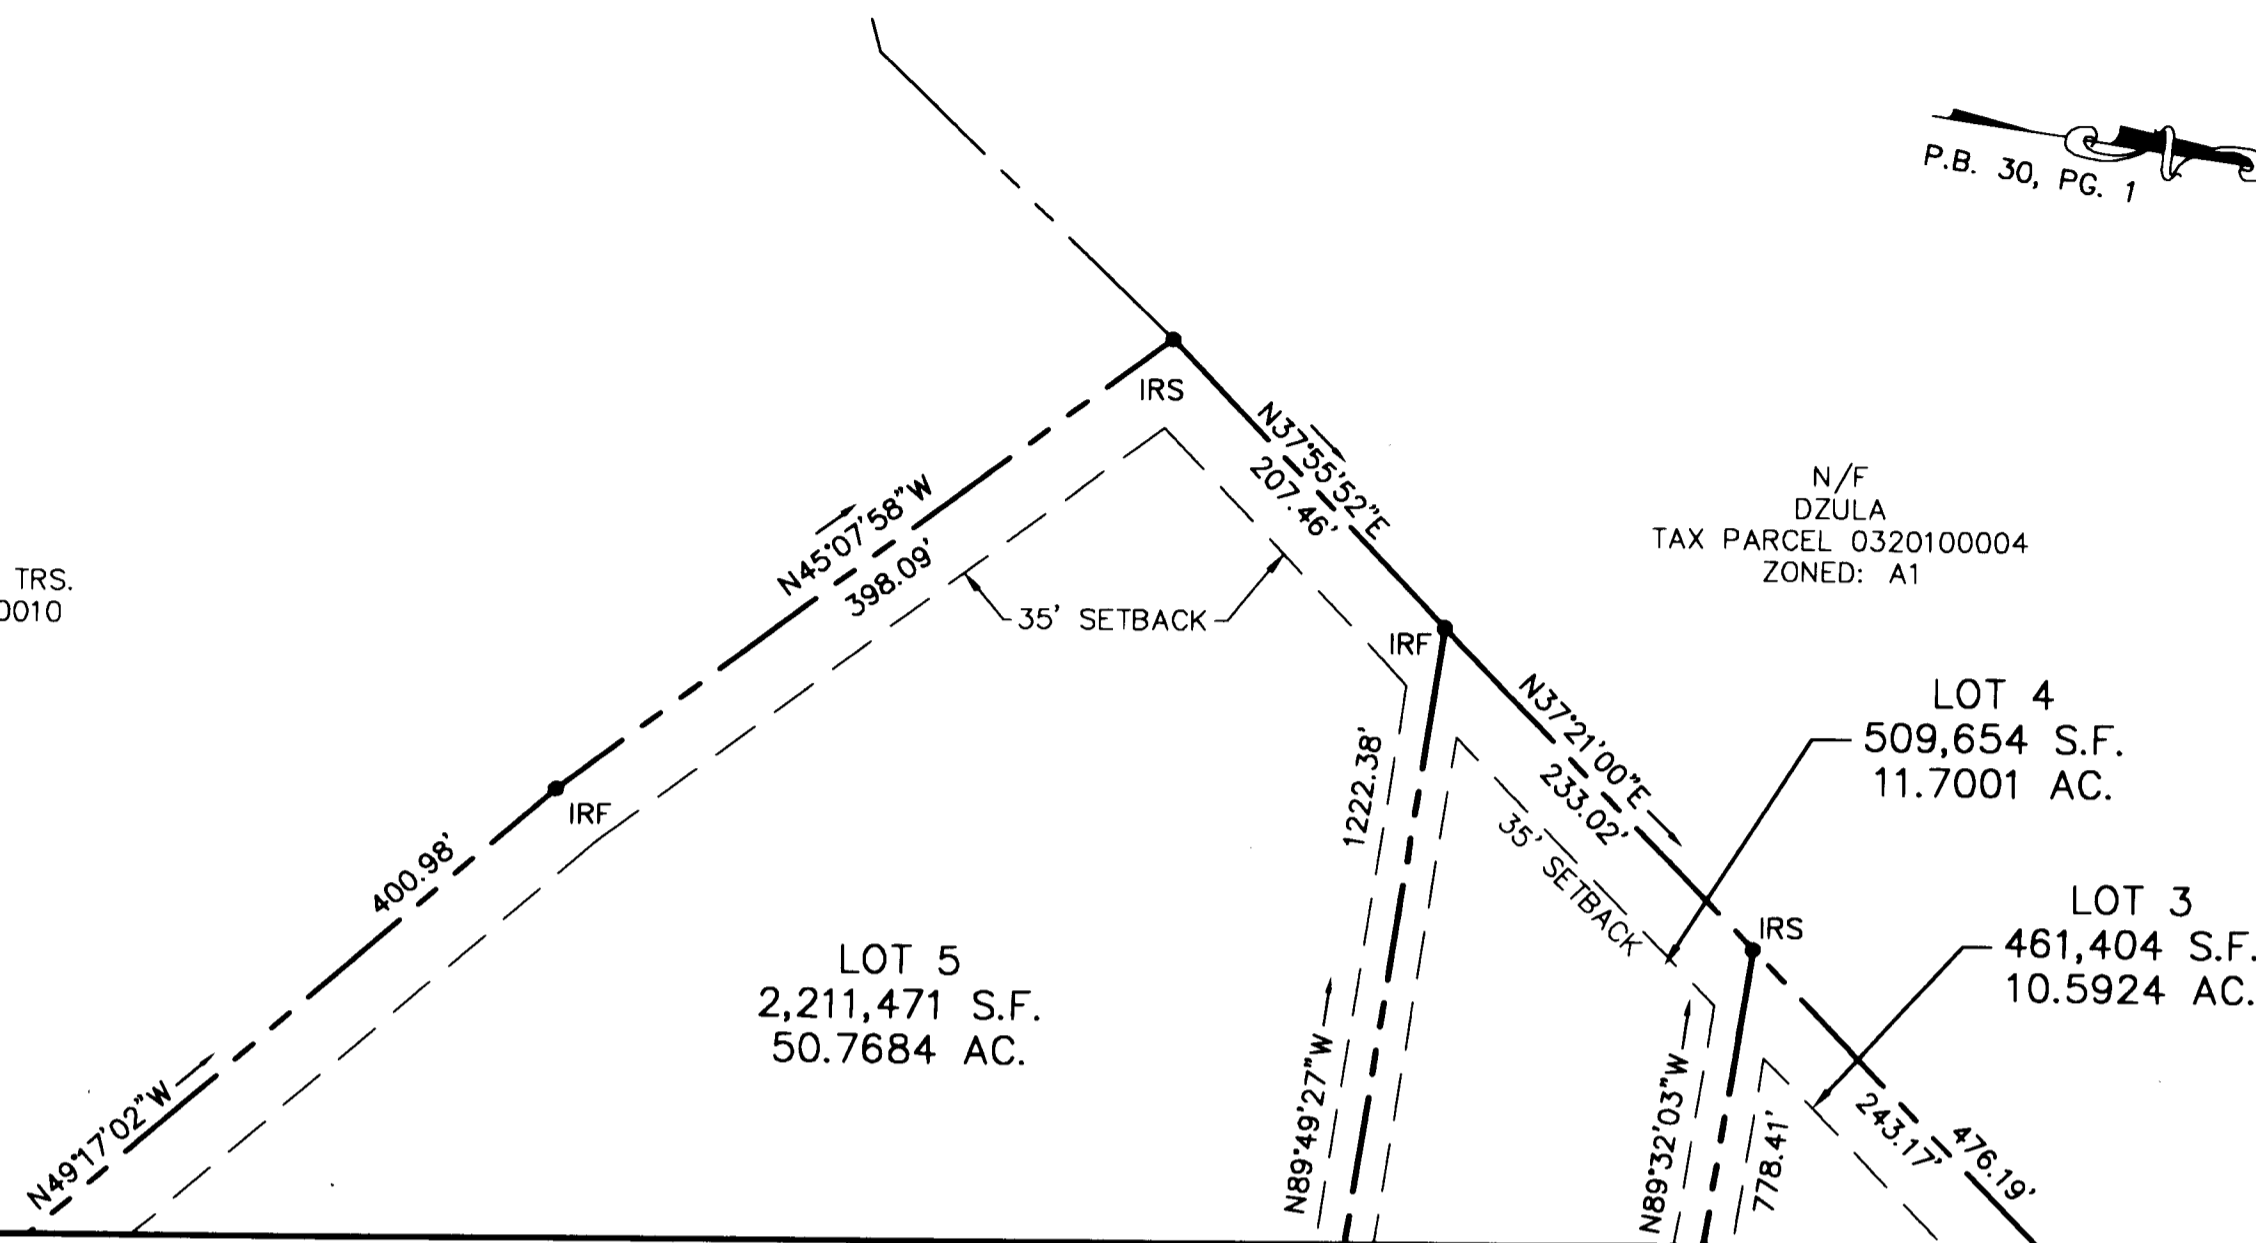 P.B. 30, PG. 1
IRS
N37°55'52"E
207.46'
N/F
DZULA
TAX PARCEL 0320100004
ZONED: A1
N45°07'58"W
398.09'
TRS.
0010
35' SETBACK
IRF
N37°21'00"E
233.02'
LOT 4
509,654 S.F.
11.7001 AC.
1222.38'
IRF
35' SETBACK
400.98'
LOT 3
461,404 S.F.
10.5924 AC.
IRS
LOT 5
2,211,471 S.F.
50.7684 AC.
N49°17'02"W
N89°49'27"W
N89°32'03"W
778.41'
243.17'
476.19'